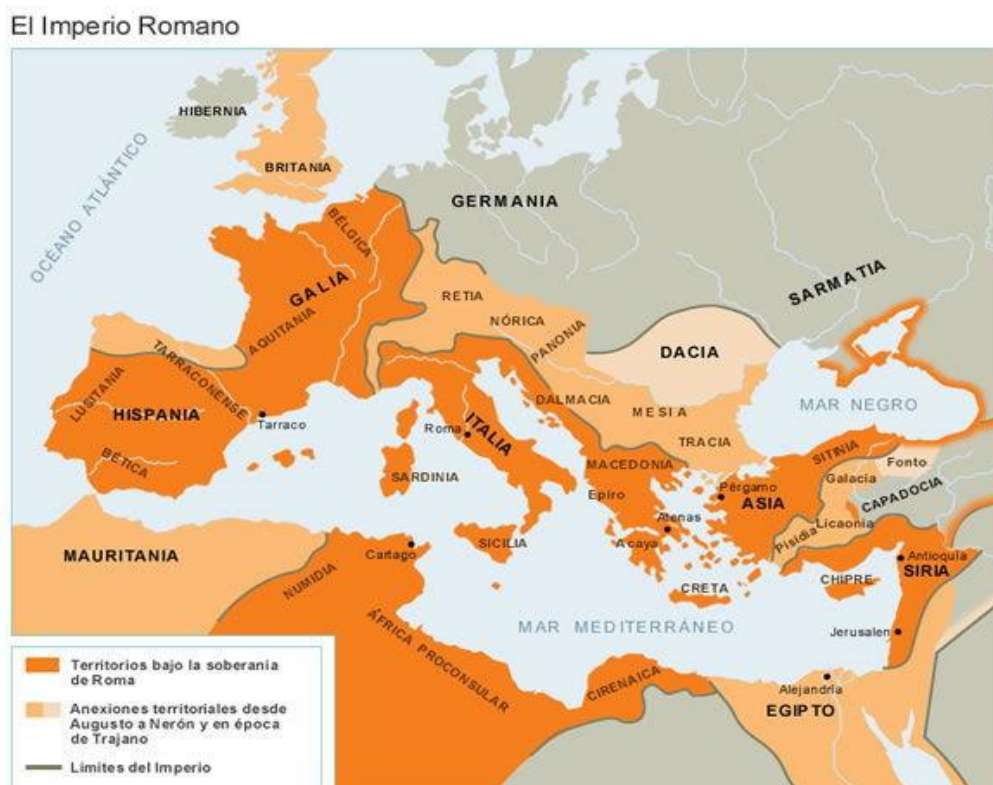 El Imperio Romano
HIBERNIA
BRITANIA
OCÉANO ATLÁNTICO
GERMANIA
BÉLGICA
SARMATIA
GALIA
RETIA
NÓRICA
PANONIA
DACIA
AQUITANIA
TARRACONENSE
LUSITANIA
HISPANIA
Tarraco
BÉTICA
DALMACIA
MESIA
MAR NEGRO
TRACIA
Roma
ITALIA
SARDINIA
MACEDONIA
Epiro
SITINIA
Fonto
Galacia
Pérgamo
ASIA
CAPADOCIA
Atenas
Acaya
Licaonia
Pisidia
SICILIA
MAURITANIA
Cartago
NUMIDIA
Antioquía
SIRIA
CHIPRE
CRETA
ÁFRICA PROCONSULAR
MAR MEDITERRÁNEO
Jerusalen
CIRENAICA
Alejandría
EGIPTO
Territorios bajo la soberanía
de Roma
Anexiones territoriales desde
Augusto a Nerón y en época
de Trajano
Límites del Imperio